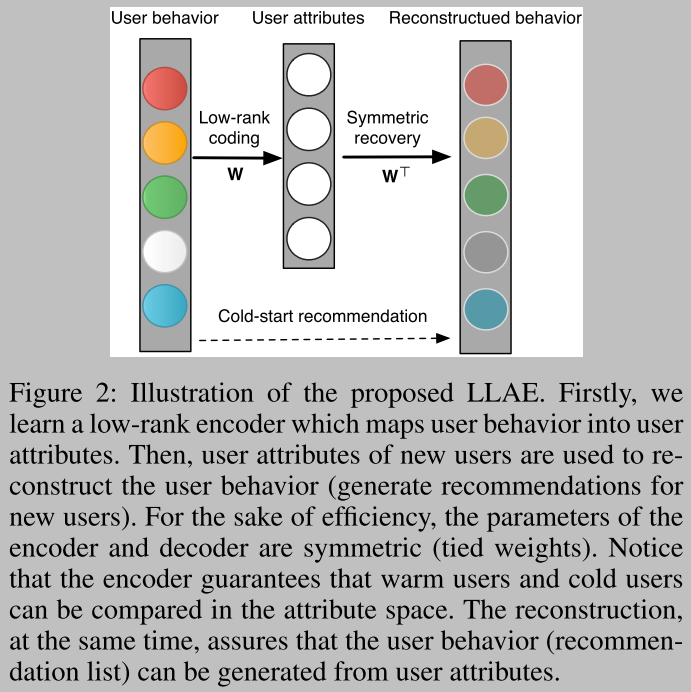 User behavior User attributes Reconstructued behavior
Low-rank coding
W
Symmetric recovery
W⊤
Cold-start recommendation
Figure 2: Illustration of the proposed LLAE. Firstly, we
learn a low-rank encoder which maps user behavior into user
attributes. Then, user attributes of new users are used to re-
construct the user behavior (generate recommendations for
new users). For the sake of efficiency, the parameters of the
encoder and decoder are symmetric (tied weights). Notice
that the encoder guarantees that warm users and cold users
can be compared in the attribute space. The reconstruction,
at the same time, assures that the user behavior (recommen-
dation list) can be generated from user attributes.